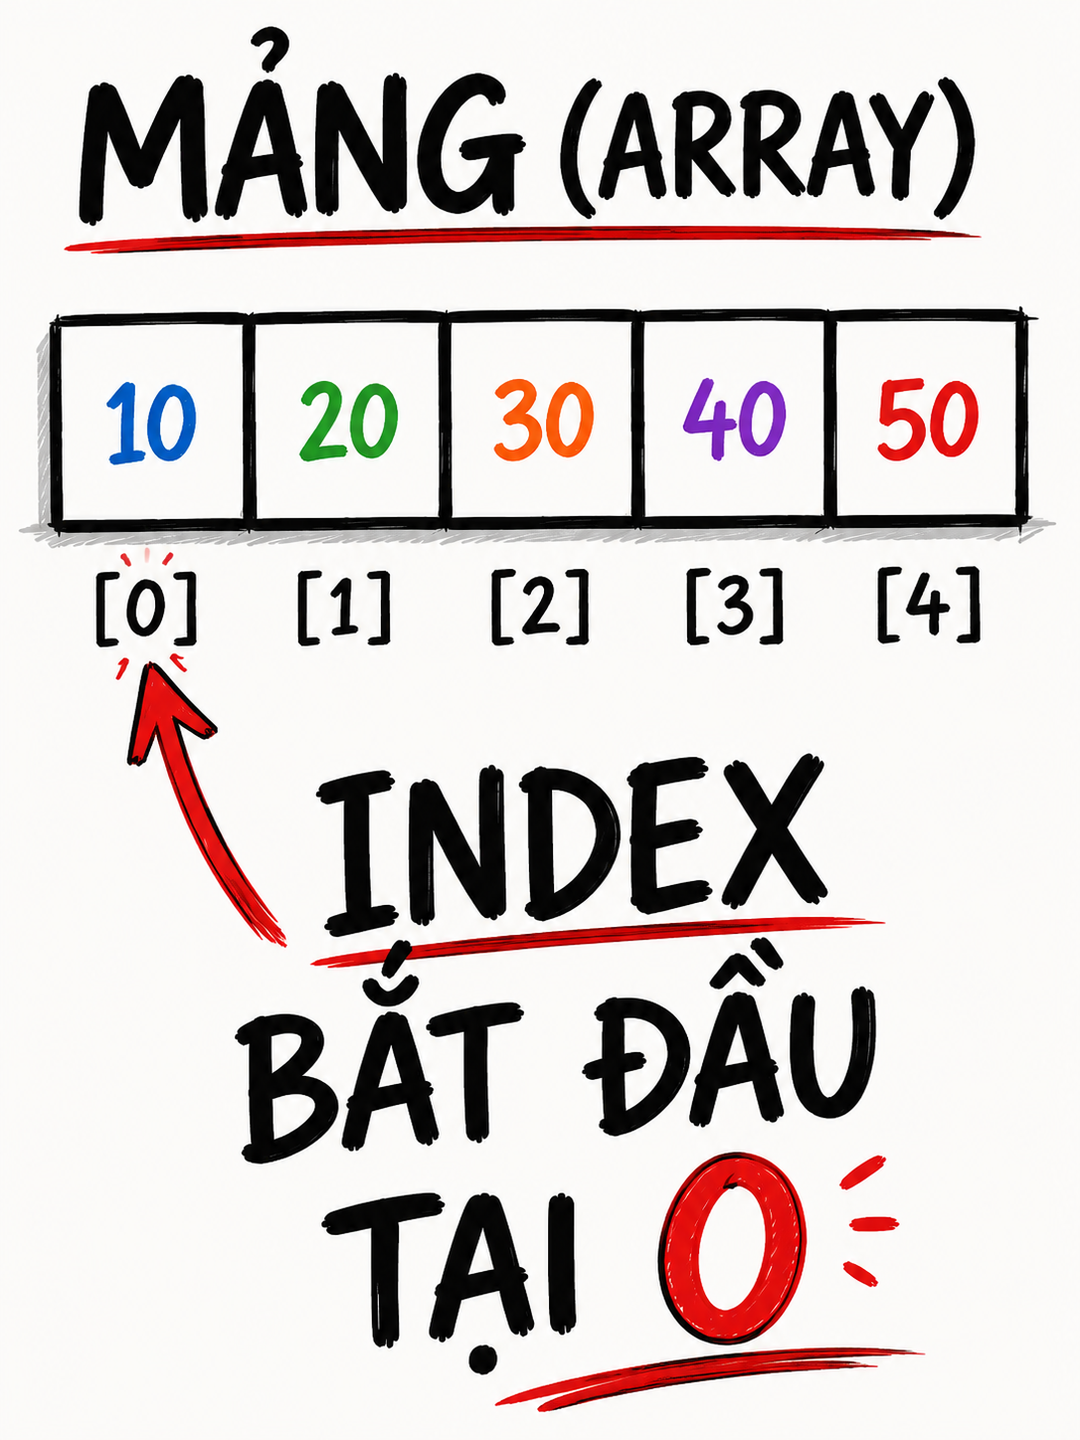 MẢNG (ARRAY)
10 20 30 40 50
[0] [1] [2] [3] [4]
INDEX
BẮT ĐẦU
TẠI 0